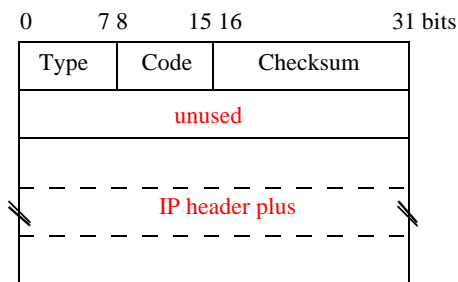 0 7 8 15 16 31 bits
Type Code Checksum
unused
IP header plus